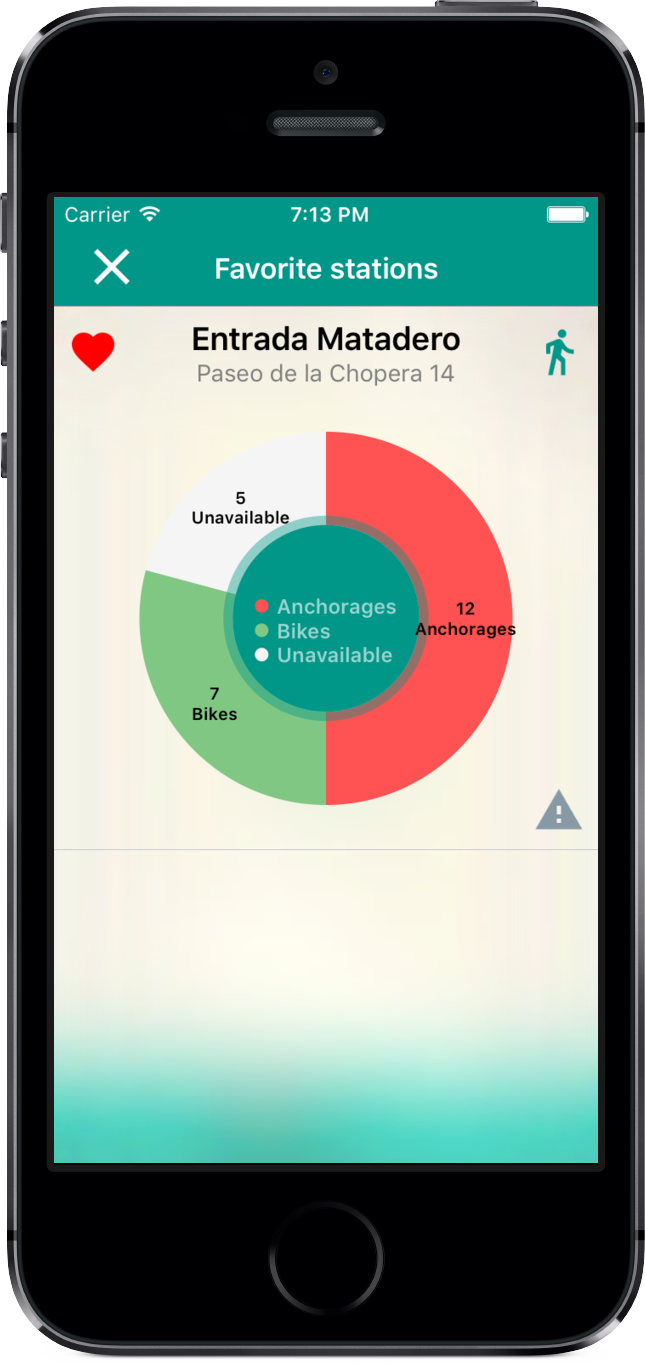 Carrier 7:13 PM
Favorite stations
Entrada Matadero
Paseo de la Chopera 14
5
Unavailable
Anchorages
Bikes
Unavailable
12
Anchorages
7
Bikes